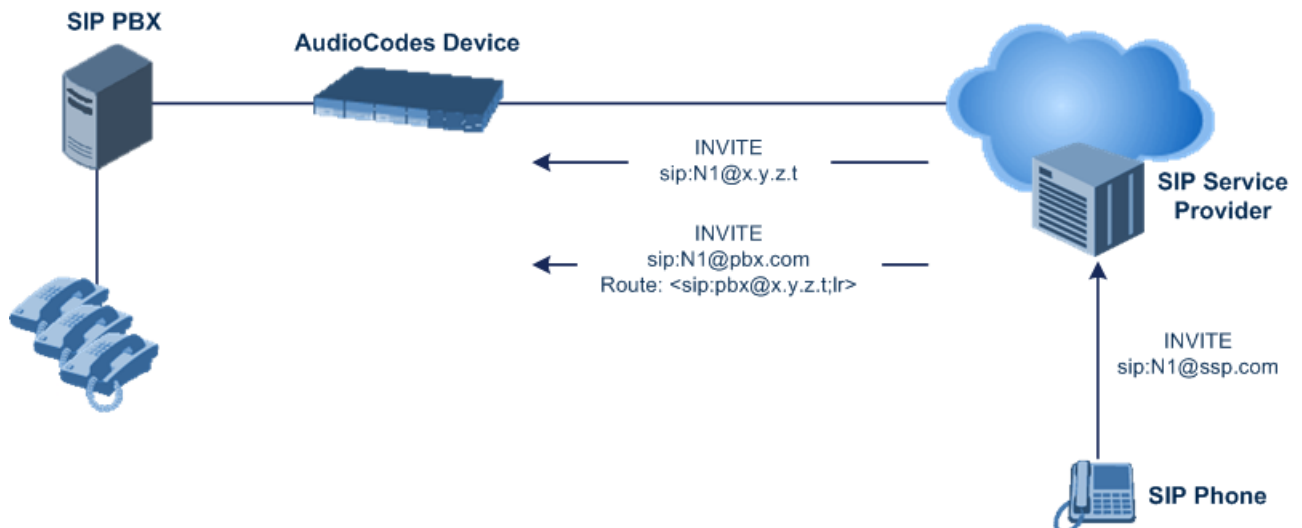 SIP PBX
AudioCodes Device
INVITE
sip:N1@x.y.z.t
SIP Service
Provider
INVITE
sip:N1@pbx.com
Route: <sip:pbx@x.y.z.t;lr>
INVITE
sip:N1@ssp.com
SIP Phone